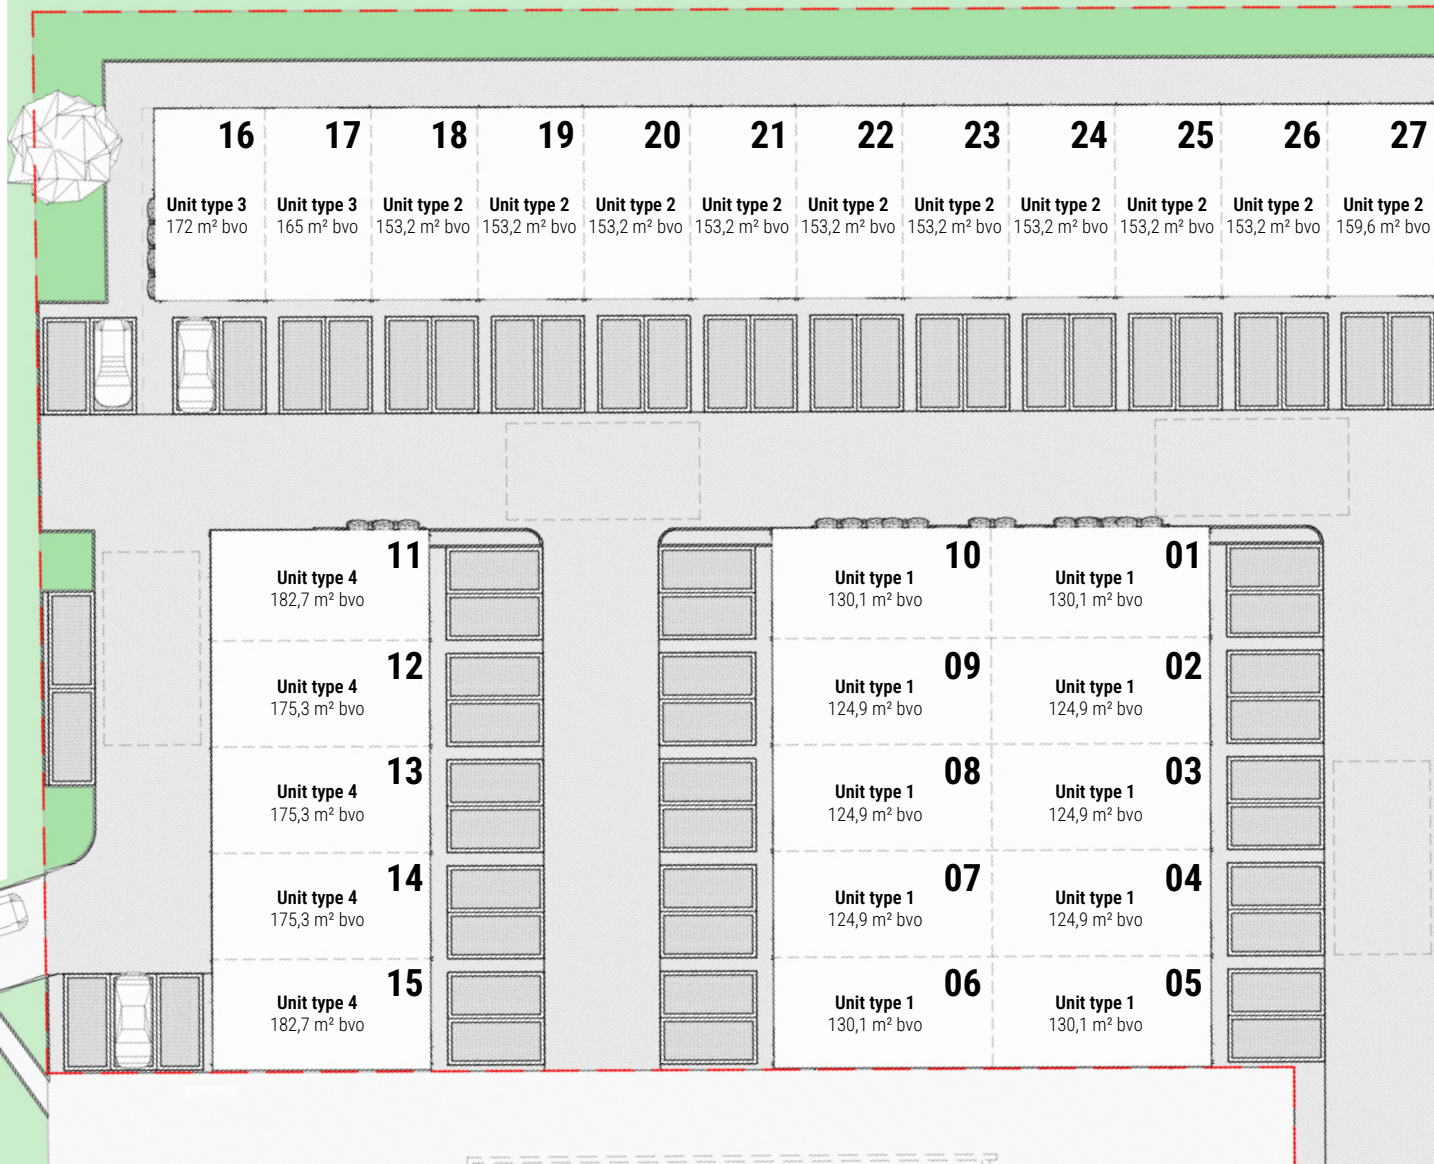 16 17 18 19 20 21 22 23 24 25 26 27
Unit type 3 Unit type 3 Unit type 2 Unit type 2 Unit type 2 Unit type 2 Unit type 2 Unit type 2 Unit type 2 Unit type 2 Unit type 2 Unit type 2
172 m² bvo 165 m² bvo 153,2 m² bvo 153,2 m² bvo 153,2 m² bvo 153,2 m² bvo 153,2 m² bvo 153,2 m² bvo 153,2 m² bvo 153,2 m² bvo 153,2 m² bvo 159,6 m² bvo
11
Unit type 4
182,7 m² bvo
12
Unit type 4
175,3 m² bvo
13
Unit type 4
175,3 m² bvo
14
Unit type 4
175,3 m² bvo
15
Unit type 4
182,7 m² bvo
10
Unit type 1
130,1 m² bvo
09
Unit type 1
124,9 m² bvo
08
Unit type 1
124,9 m² bvo
07
Unit type 1
124,9 m² bvo
06
Unit type 1
130,1 m² bvo
01
Unit type 1
130,1 m² bvo
02
Unit type 1
124,9 m² bvo
03
Unit type 1
124,9 m² bvo
04
Unit type 1
124,9 m² bvo
05
Unit type 1
130,1 m² bvo